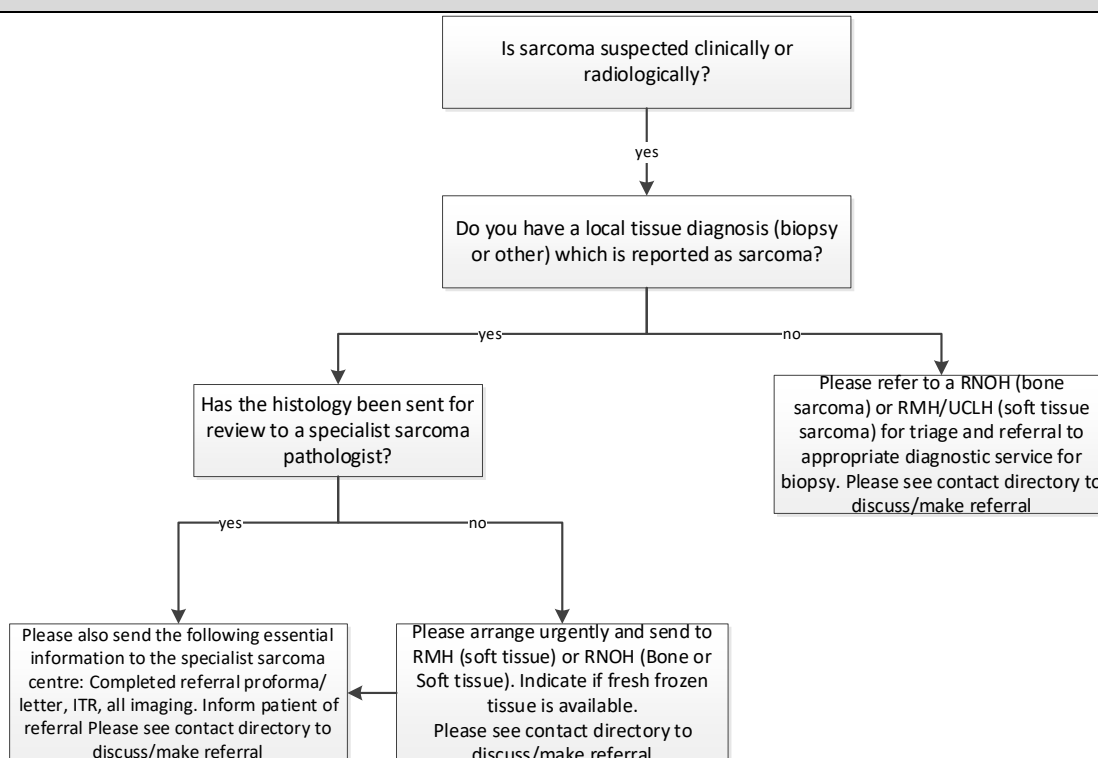 Is sarcoma suspected clinically or
radiologically?
yes
Do you have a local tissue diagnosis (biopsy
or other) which is reported as sarcoma?
yes
no
Has the histology been sent for
review to a specialist sarcoma
pathologist?
Please refer to a RNOH (bone
sarcoma) or RMH/UCLH (soft tissue
sarcoma) for triage and referral to
appropriate diagnostic service for
biopsy. Please see contact directory to
discuss/make referral
yes
no
Please also send the following essential
information to the specialist sarcoma
centre: Completed referral proforma/
letter, ITR, all imaging. Inform patient of
referral Please see contact directory to
discuss/make referral
Please arrange urgently and send to
RMH (soft tissue) or RNOH (Bone or
Soft tissue). Indicate if fresh frozen
tissue is available.
Please see contact directory to
discuss/make referral